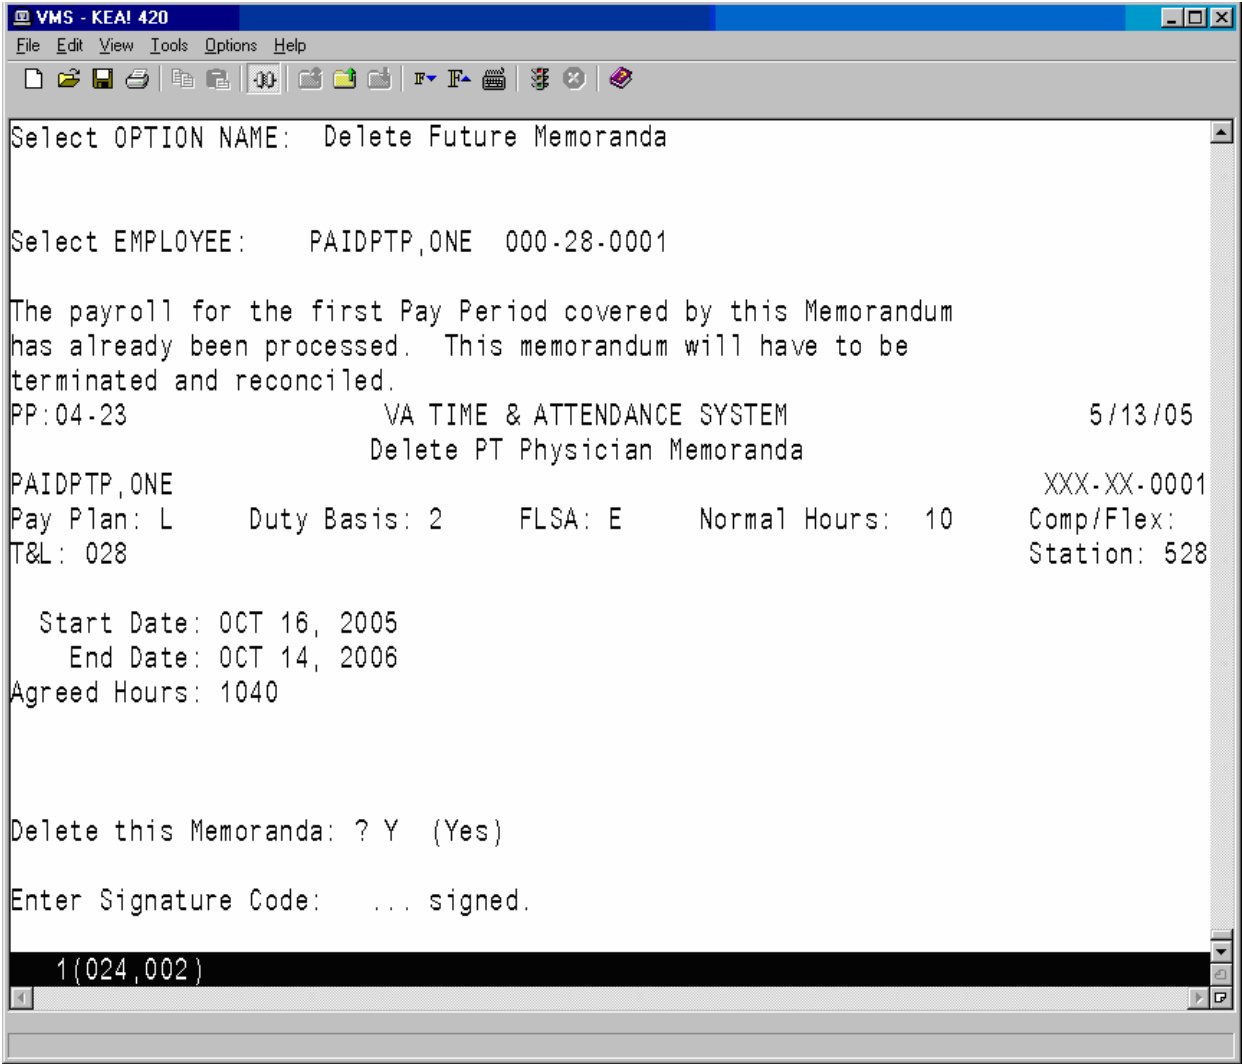 VMS - KEA! 420
File Edit View Tools Options Help
Select OPTION NAME: Delete Future Memoranda
Select EMPLOYEE: PAIDPTP,ONE 000-28-0001
The payroll for the first Pay Period covered by this Memorandum
has already been processed. This memorandum will have to be
terminated and reconciled.
PP:04-23 VA TIME & ATTENDANCE SYSTEM 5/13/05
Delete PT Physician Memoranda
PAIDPTP,ONE XXX-XX-0001
Pay Plan: L Duty Basis: 2 FLSA: E Normal Hours: 10 Comp/Flex:
T&L: 028 Station: 528
Start Date: OCT 16, 2005
End Date: OCT 14, 2006
Agreed Hours: 1040
Delete this Memoranda: ? Y (Yes)
Enter Signature Code: ... signed.
1(024,002)